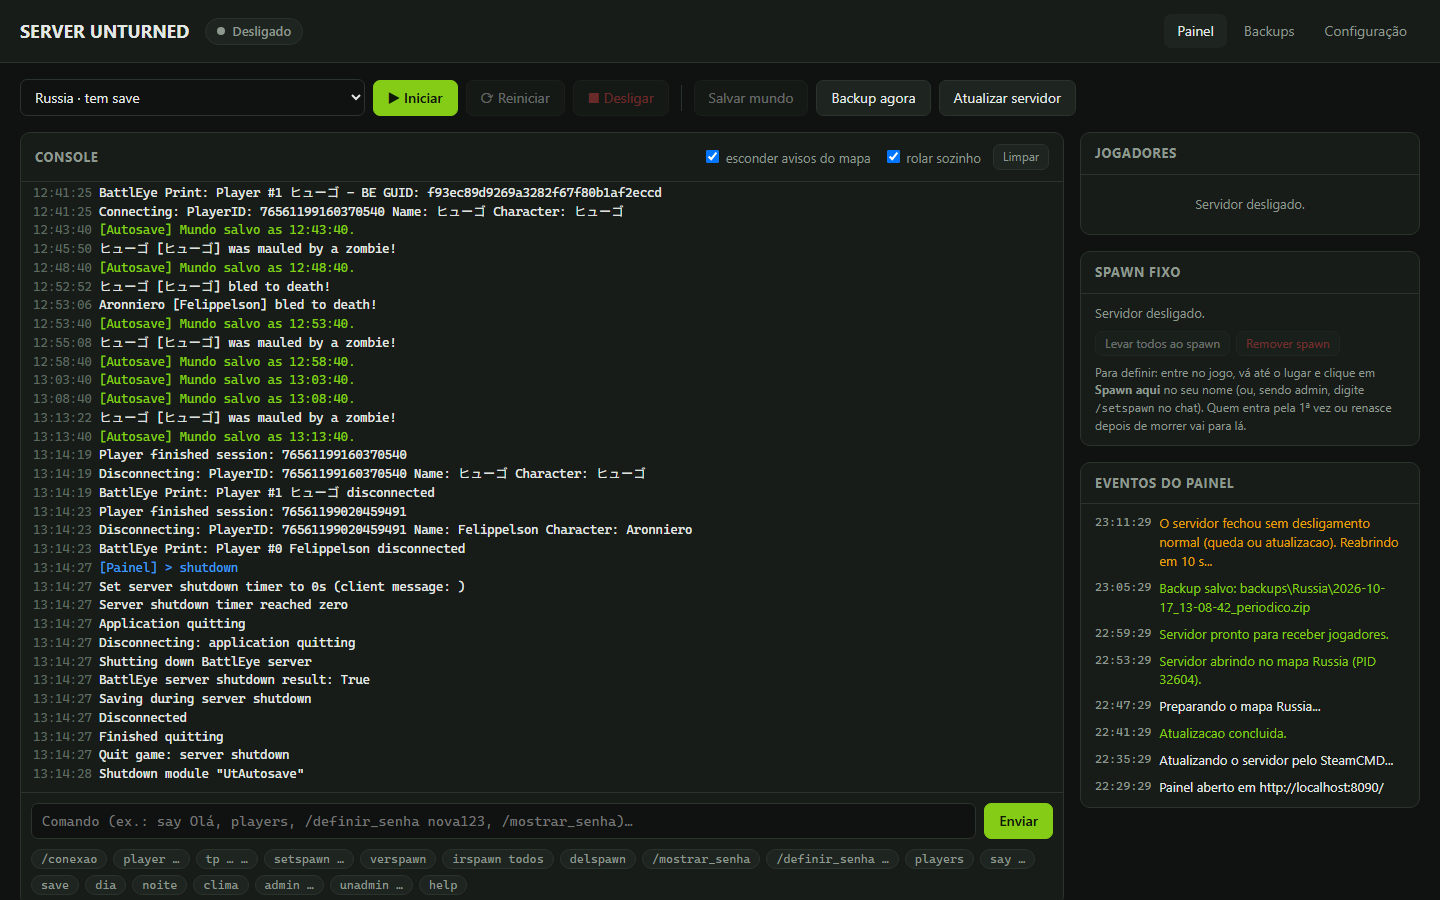 SERVER UNTURNED
Desligado
Painel
Backups
Configuração
Russia · tem save
Iniciar
Reiniciar
Desligar
Salvar mundo
Backup agora
Atualizar servidor
CONSOLE
esconder avisos do mapa
rolar sozinho
Limpar
12:41:25 BattlEye Print: Player #1 ヒューゴ - BE GUID: f93ec89d9269a3282f67f80b1af2eccd
12:41:25 Connecting: PlayerID: 76561199160370540 Name: ヒューゴ Character: ヒューゴ
12:43:40 [Autosave] Mundo salvo as 12:43:40.
12:45:50 ヒューゴ [ヒューゴ] was mauled by a zombie!
12:48:40 [Autosave] Mundo salvo as 12:48:40.
12:52:52 ヒューゴ [ヒューゴ] bled to death!
12:53:06 Aronniero [Felippelson] bled to death!
12:53:40 [Autosave] Mundo salvo as 12:53:40.
12:55:08 ヒューゴ [ヒューゴ] was mauled by a zombie!
12:58:40 [Autosave] Mundo salvo as 12:58:40.
13:03:40 [Autosave] Mundo salvo as 13:03:40.
13:08:40 [Autosave] Mundo salvo as 13:08:40.
13:13:22 ヒューゴ [ヒューゴ] was mauled by a zombie!
13:13:40 [Autosave] Mundo salvo as 13:13:40.
13:14:19 Player finished session: 76561199160370540
13:14:19 Disconnecting: PlayerID: 76561199160370540 Name: ヒューゴ Character: ヒューゴ
13:14:19 BattlEye Print: Player #1 ヒューゴ disconnected
13:14:23 Player finished session: 76561199020459491
13:14:23 Disconnecting: PlayerID: 76561199020459491 Name: Felippelson Character: Aronniero
13:14:23 BattlEye Print: Player #0 Felippelson disconnected
13:14:27 [Painel] > shutdown
13:14:27 Set server shutdown timer to 0s (client message: )
13:14:27 Server shutdown timer reached zero
13:14:27 Application quitting
13:14:27 Disconnecting: application quitting
13:14:27 Shutting down BattlEye server
13:14:27 BattlEye server shutdown result: True
13:14:27 Saving during server shutdown
13:14:27 Disconnected
13:14:27 Finished quitting
13:14:27 Quit game: server shutdown
13:14:28 Shutdown module "UtAutosave"
Comando (ex.: say Olá, players, /definir_senha nova123, /mostrar_senha)…
Enviar
/conexao
player …
tp … …
setspawn …
verspawn
irspawn todos
delspawn
/mostrar_senha
/definir_senha …
players
say …
save
dia
noite
clima
admin …
unadmin …
help
JOGADORES
Servidor desligado.
SPAWN FIXO
Servidor desligado.
Levar todos ao spawn
Remover spawn
Para definir: entre no jogo, vá até o lugar e clique em
Spawn aqui no seu nome (ou, sendo admin, digite
/setspawn no chat). Quem entra pela 1ª vez ou renasce
depois de morrer vai para lá.
EVENTOS DO PAINEL
23:11:29 O servidor fechou sem desligamento
normal (queda ou atualizacao). Reabrindo
em 10 s...
23:05:29 Backup salvo: backups\Russia\2026-10-
17_13-08-42_periodico.zip
22:59:29 Servidor pronto para receber jogadores.
22:53:29 Servidor abrindo no mapa Russia (PID
32604).
22:47:29 Preparando o mapa Russia...
22:41:29 Atualizacao concluida.
22:35:29 Atualizando o servidor pelo SteamCMD...
22:29:29 Painel aberto em http://localhost:8090/